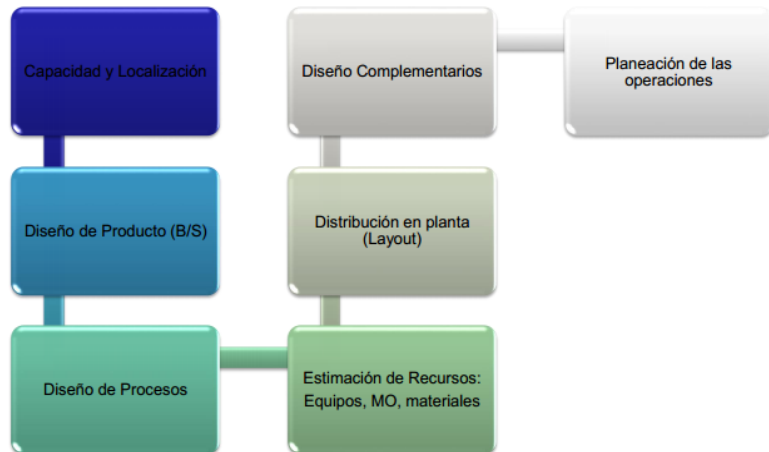 Capacidad y Localización
Diseño de Producto (B/S)
Diseño de Procesos
Estimación de Recursos:
Equipos, MO, materiales
Distribución en planta
(Layout)
Diseño Complementarios
Planeación de las
operaciones